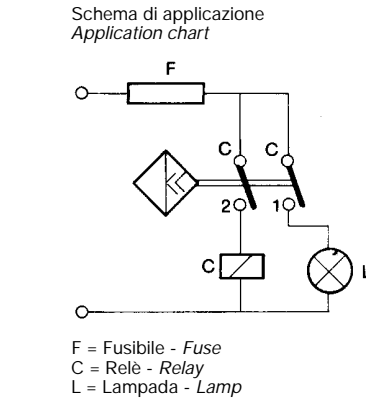 Schema di applicazione
Application chart
F
C C
2 1
C L
F = Fusibile - Fuse
C = Relè - Relay
L = Lampada - Lamp